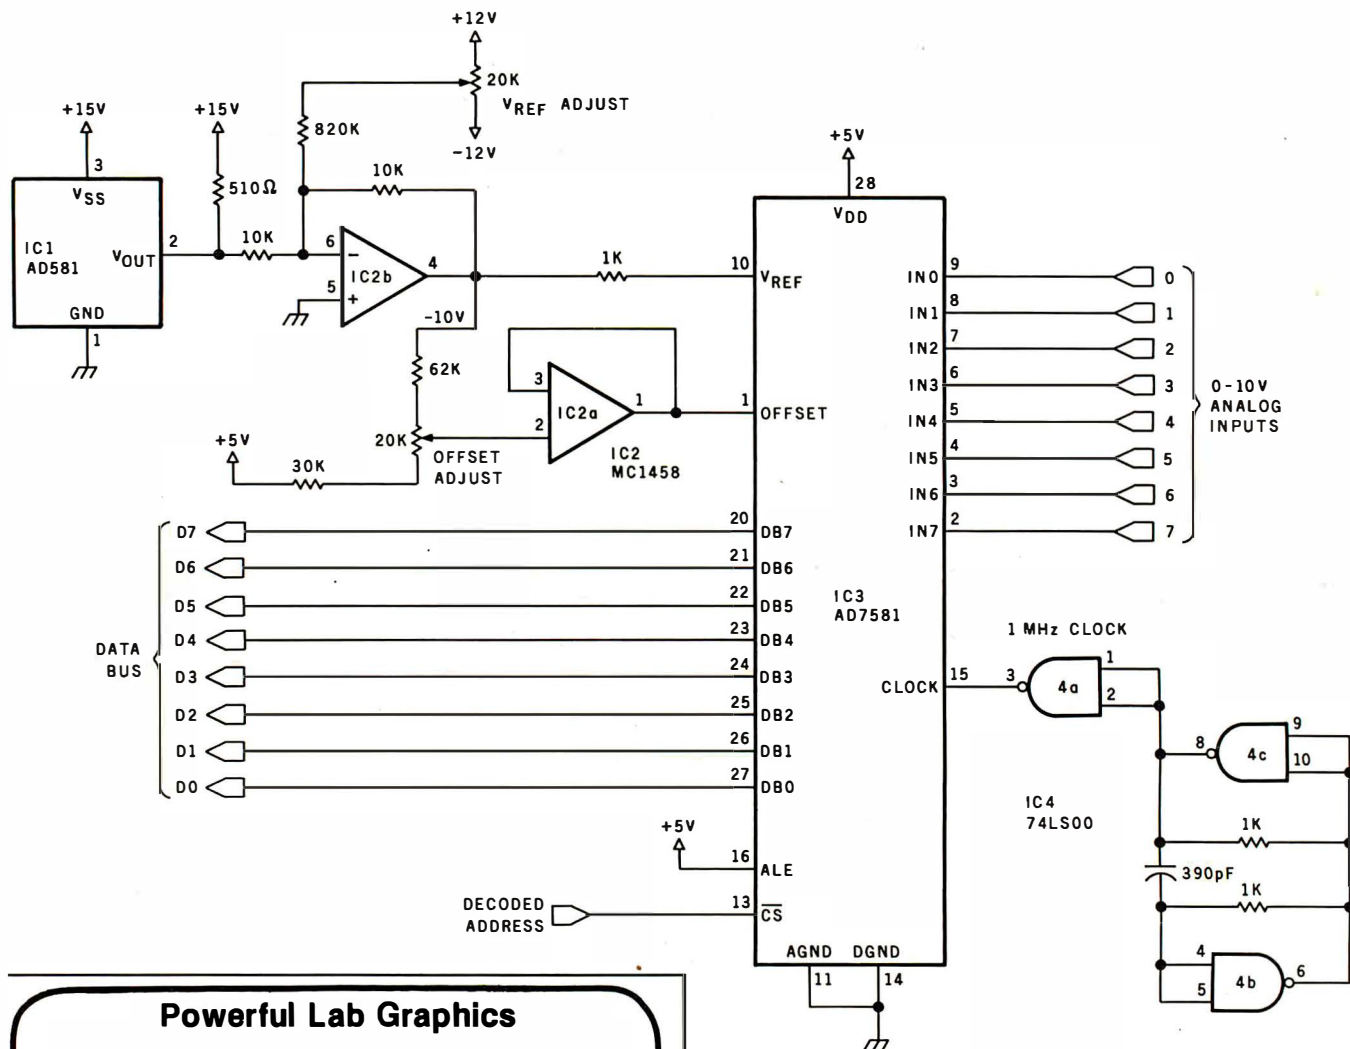 +12V
20K
VREF ADJUST
-12V
+15V
+15V
820K
3
VSS
510Ω
10K
IC1
AD581
VOUT
2
10K
GND
1
6
-
5
+
IC2b
4
-10V
1K
62K
20K
OFFSET
ADJUST
+5V
30K
3
2
IC2a
1
IC2
MC1458
+5V
28
VDD
10
VREF
1
OFFSET
IC3
AD7581
IN0 9 0
IN1 8 1
IN2 7 2
IN3 6 3
IN4 5 4
IN5 4 5
IN6 3 6
IN7 2 7
0-10V
ANALOG
INPUTS
DATA
BUS
D7 20 DB7
D6 21 DB6
D5 22 DB5
D4 23 DB4
D3 24 DB3
D2 25 DB2
D1 26 DB1
D0 27 DB0
+5V
16 ALE
DECODED
ADDRESS
13 CS
AGND DGND
11 14
1 MHz CLOCK
CLOCK 15
3 4a 1
2
8 4c 9
10
IC4
74LS00
1K
390pF
1K
4
5
4b 6
Powerful Lab Graphics